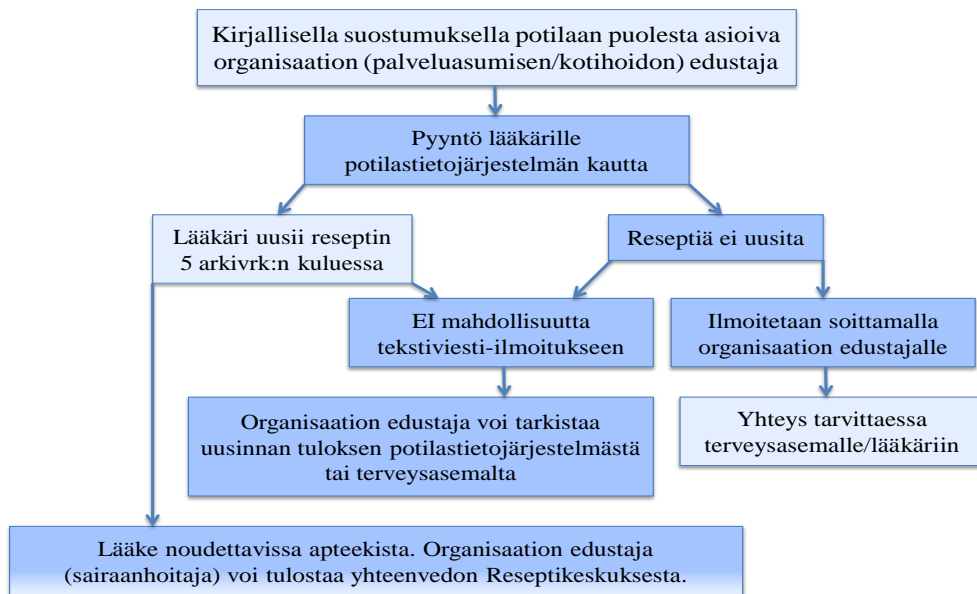 Kirjallisella suostumuksella potilaan puolesta asioiva
organisaation (palveluasumisen/kotihoidon) edustaja
Pyyntö lääkärille
potilastietojärjestelmän kautta
Lääkäri uusii reseptin
5 arkivrk:n kuluessa
Reseptiä ei uusita
EI mahdollisuutta
tekstiviesti-ilmoitukseen
Ilmoitetaan soittamalla
organisaation edustajalle
Organisaation edustaja voi tarkistaa
uusinnan tuloksen potilastietojärjestelmästä
tai terveysasemalta
Yhteys tarvittaessa
terveysasemalle/lääkäriin
Lääke noudettavissa apteekista. Organisaation edustaja
(sairaanhoitaja) voi tulostaa yhteenvedon Reseptikeskuksesta.